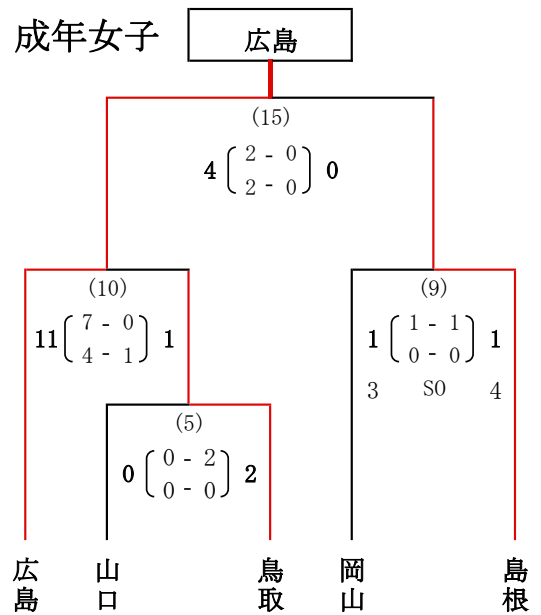 成年女子
広島
(15)
4 2 - 0 0
2 - 0
(10)
11 7 - 0 1
4 - 1
(9)
1 1 - 1 1
0 - 0
3 SO 4
(5)
0 0 - 2 2
0 - 0
広島
山口
鳥取
岡山
島根